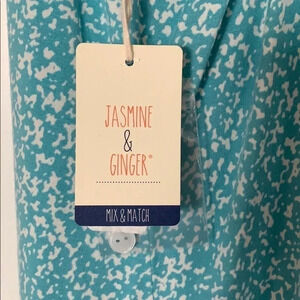 JASMINE
&
GINGER®
MIX & MATCH